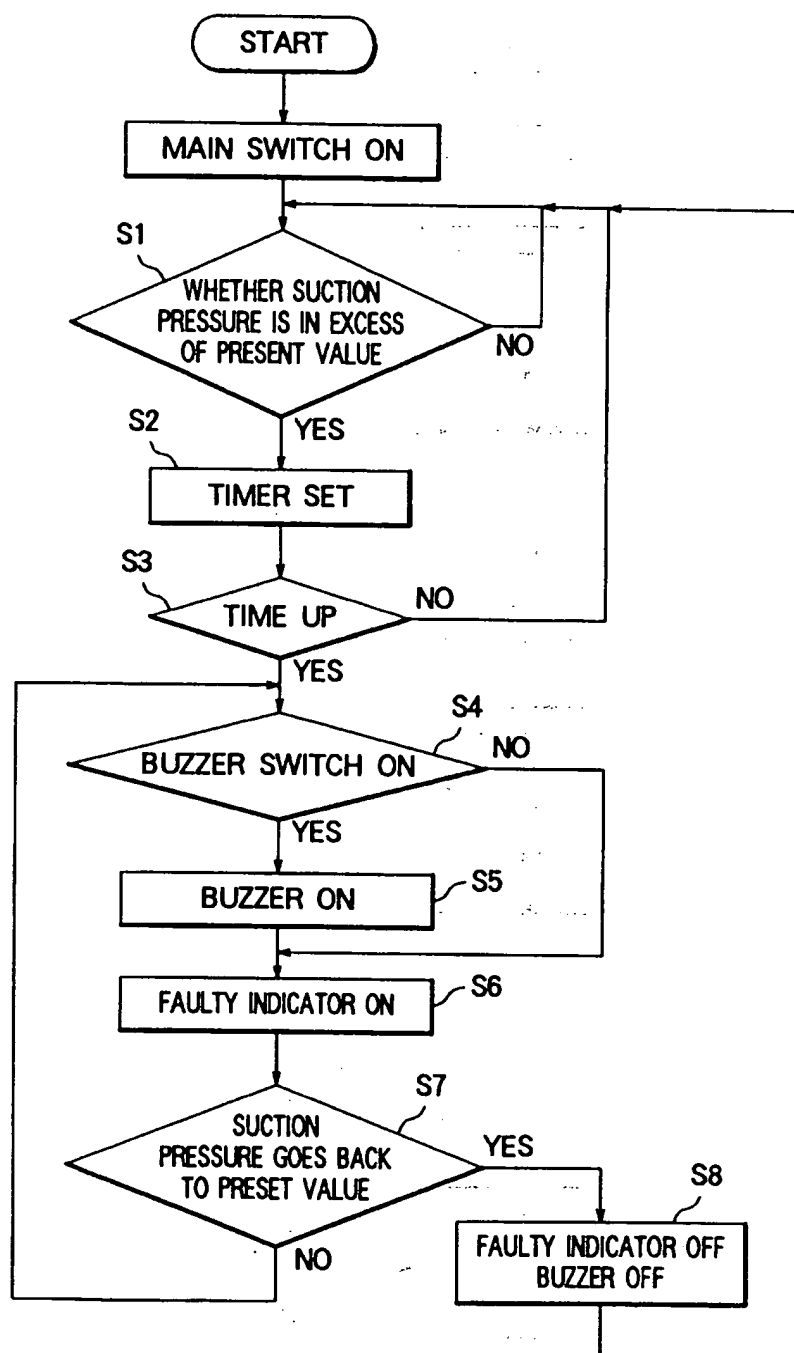 START
MAIN SWITCH ON
S1
WHETHER SUCTION
PRESSURE IS IN EXCESS
OF PRESENT VALUE
NO
YES
S2
TIMER SET
S3
TIME UP
NO
YES
S4
BUZZER SWITCH ON
NO
YES
BUZZER ON
S5
FAULTY INDICATOR ON
S6
S7
SUCTION
PRESSURE GOES BACK
TO PRESET VALUE
YES
NO
S8
FAULTY INDICATOR OFF
BUZZER OFF